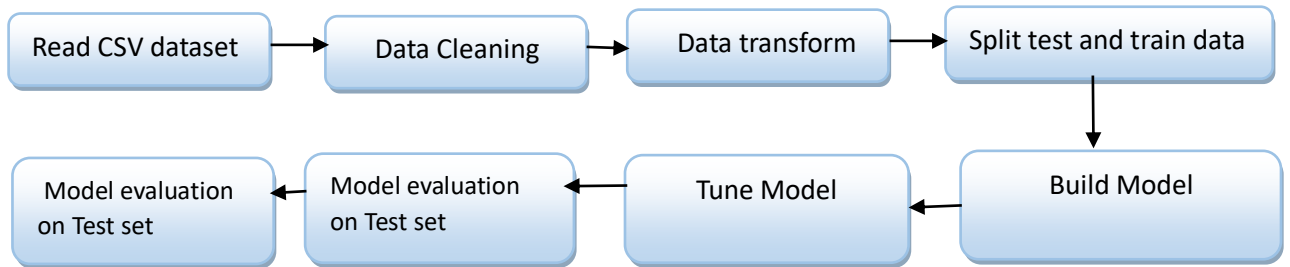 Read CSV dataset
Data Cleaning
Data transform
Split test and train data
Build Model
Tune Model
Model evaluation
on Test set
Model evaluation
on Test set